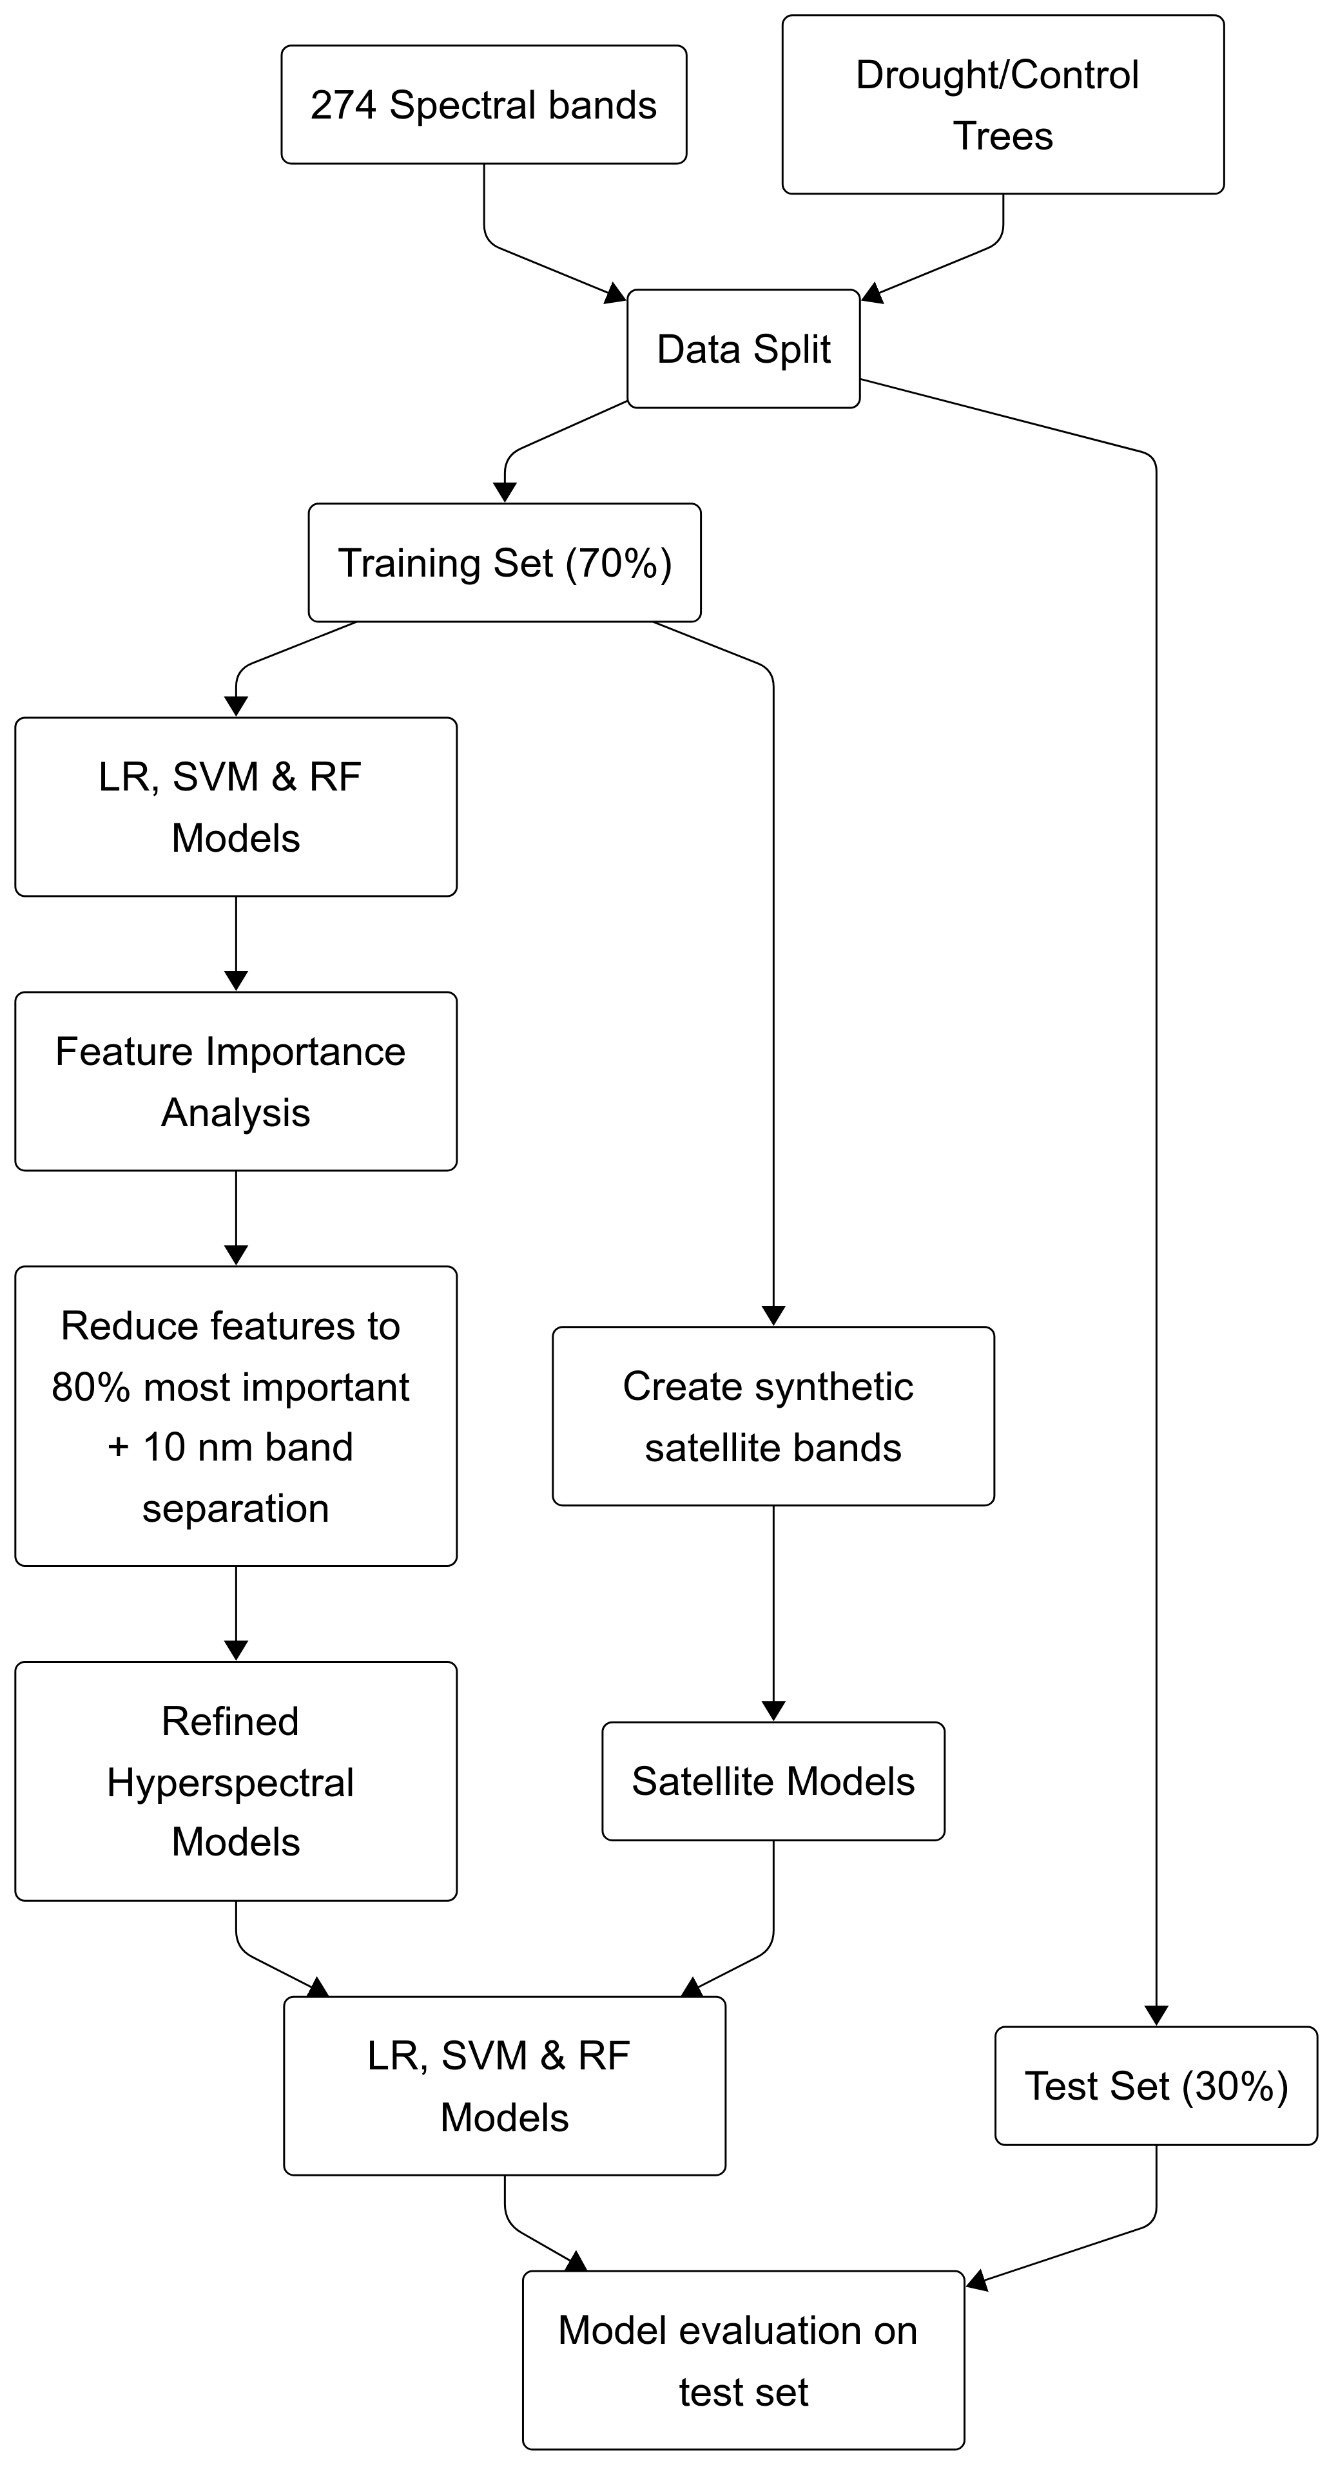 274 Spectral bands
Drought/Control
Trees
Data Split
Training Set (70%)
LR, SVM & RF
Models
Feature Importance
Analysis
Reduce features to
80% most important
+ 10 nm band
separation
Create synthetic
satellite bands
Refined
Hyperspectral
Models
Satellite Models
LR, SVM & RF
Models
Test Set (30%)
Model evaluation on
test set